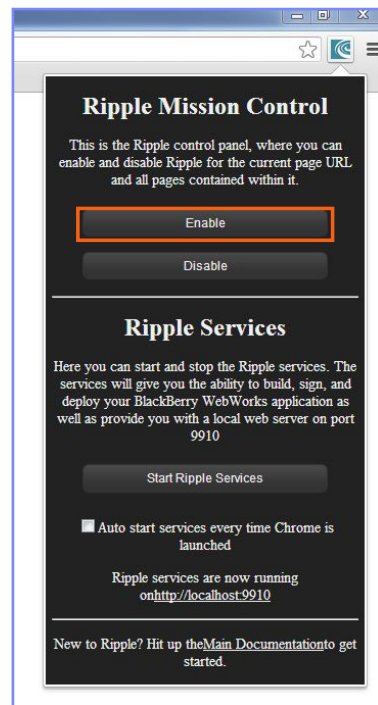 Ripple Mission Control
This is the Ripple control panel, where you can
enable and disable Ripple for the current page URL
and all pages contained within it.
Enable
Disable
Ripple Services
Here you can start and stop the Ripple services. The
services will give you the ability to build, sign, and
deploy your BlackBerry WebWorks application as
well as provide you with a local web server on port
9910
Start Ripple Services
Auto start services every time Chrome is
launched
Ripple services are now running
onhttp://localhost:9910
New to Ripple? Hit up theMain Documentationto get
started.